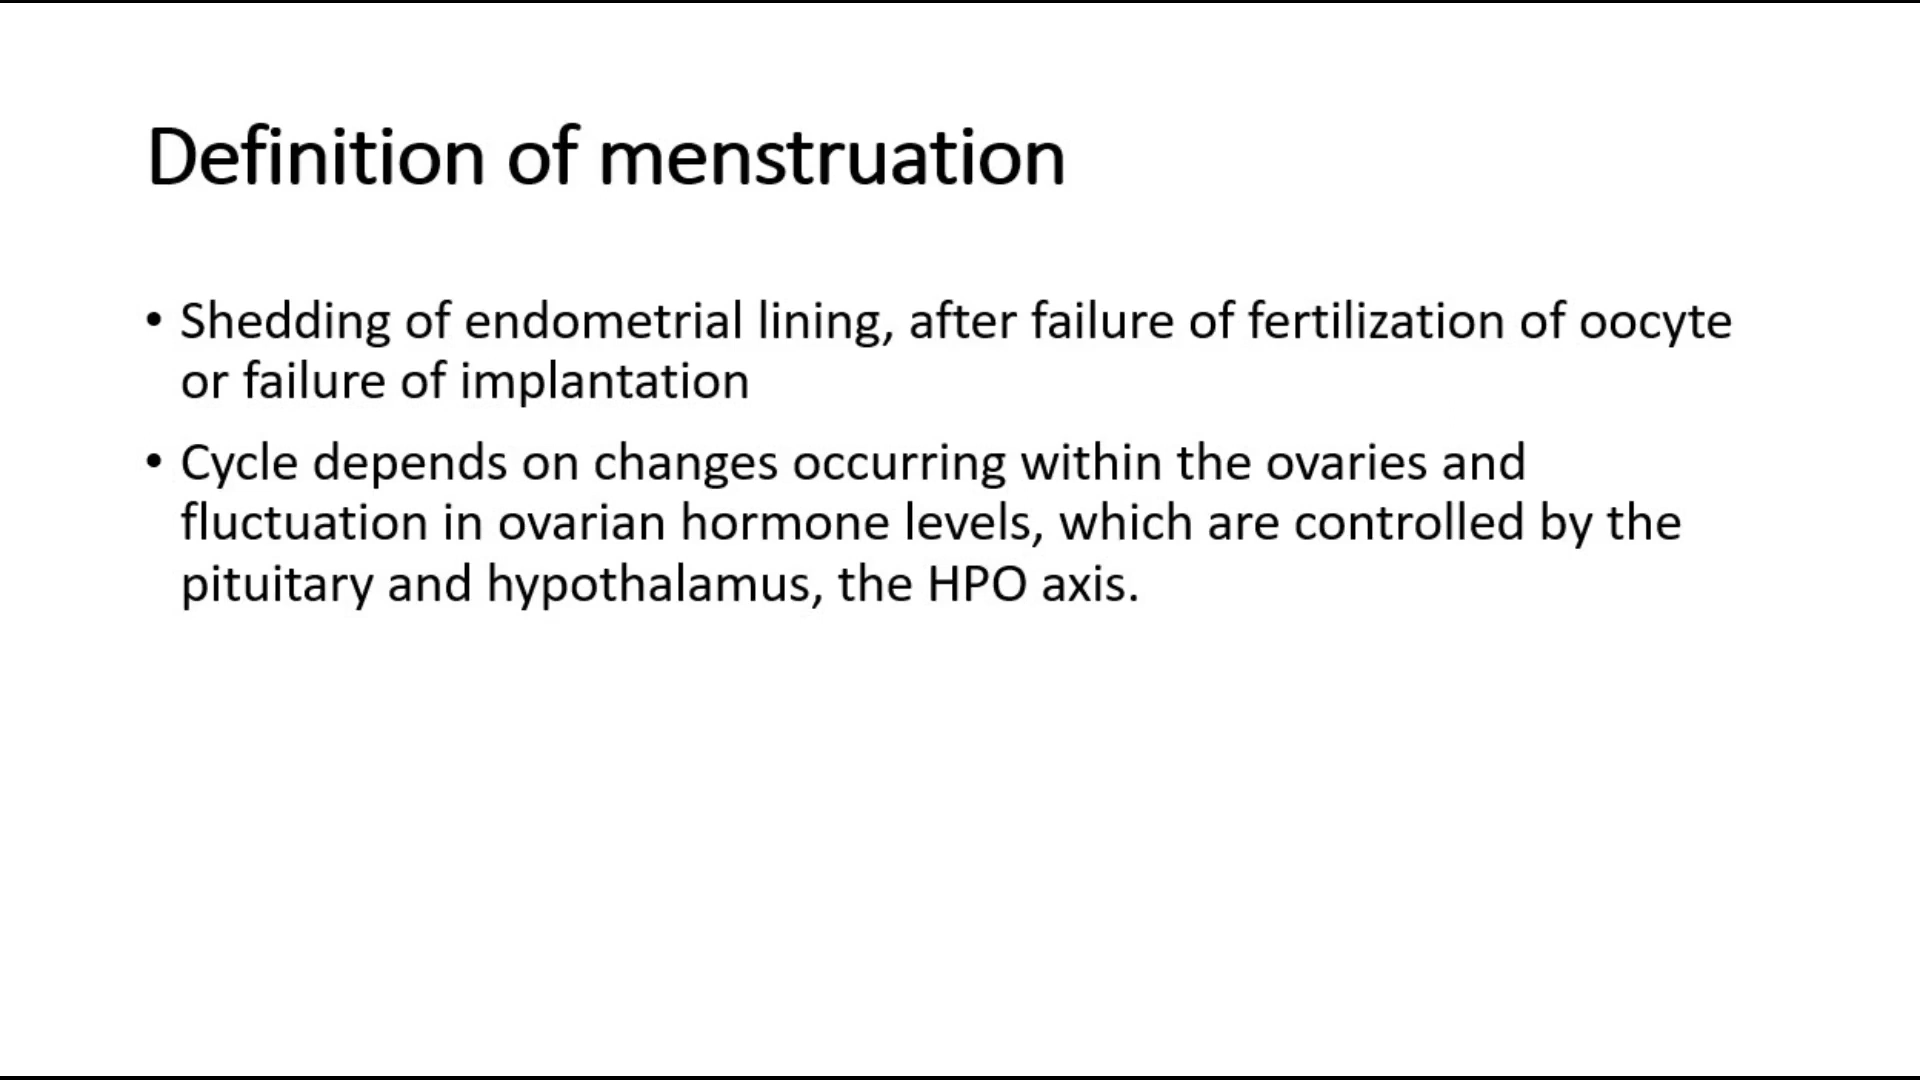 Definition of menstruation
• Shedding of endometrial lining, after failure of fertilization of oocyte
or failure of implantation
• Cycle depends on changes occurring within the ovaries and
fluctuation in ovarian hormone levels, which are controlled by the
pituitary and hypothalamus, the HPO axis.